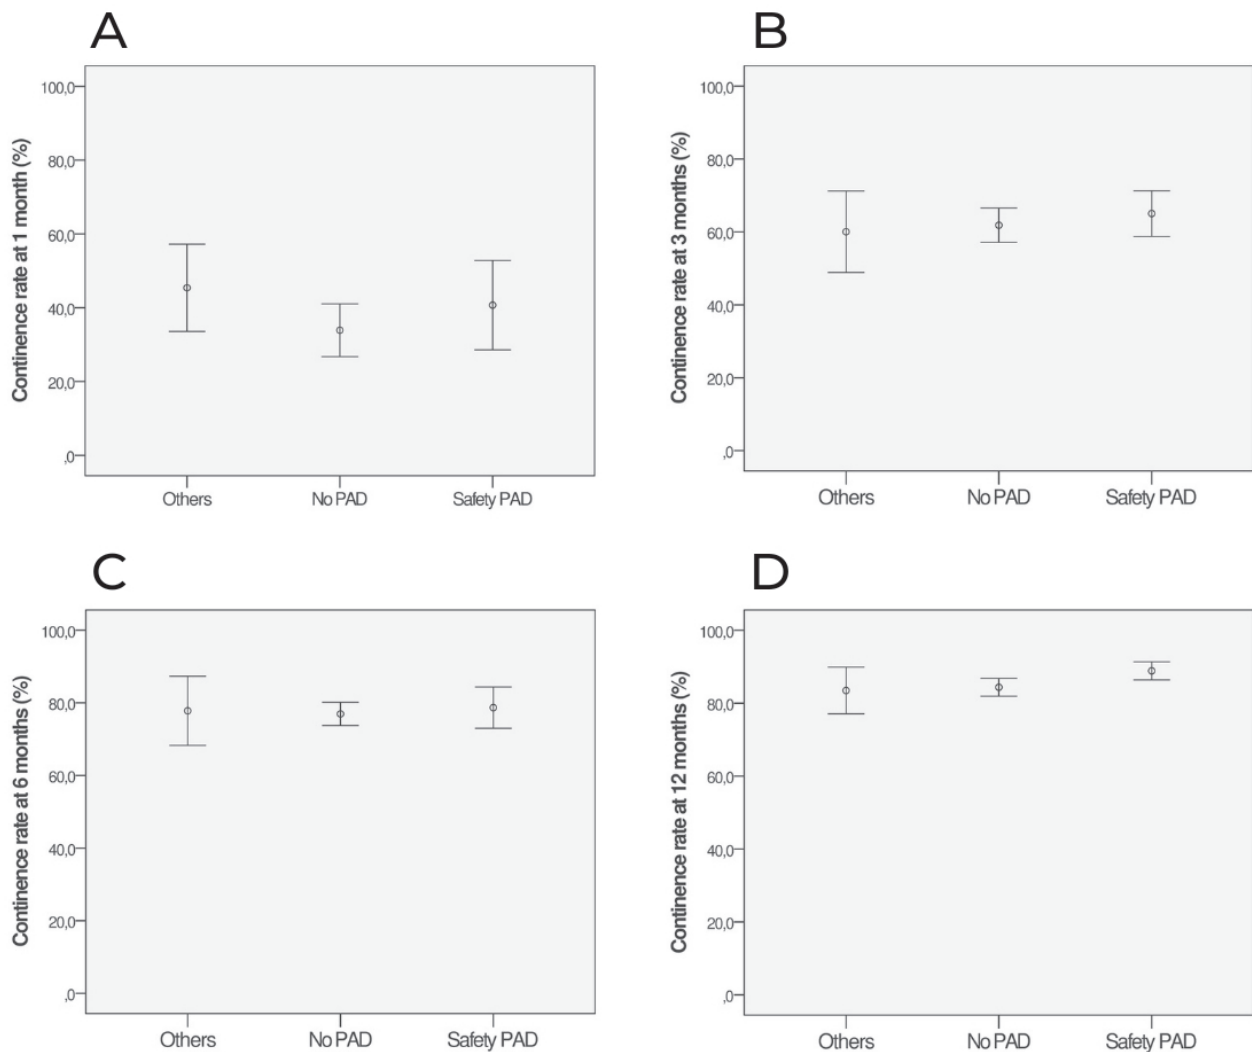 A
Continence rate at 1 month (%)
100,0
80,0
60,0
40,0
20,0
,0
Others No PAD Safety PAD
B
Continence rate at 3 months (%)
100,0
80,0
60,0
40,0
20,0
,0
Others No PAD Safety PAD
C
Continence rate at 6 months (%)
100,0
80,0
60,0
40,0
20,0
,0
Others No PAD Safety PAD
D
Continence rate at 12 months (%)
100,0
80,0
60,0
40,0
20,0
,0
Others No PAD Safety PAD